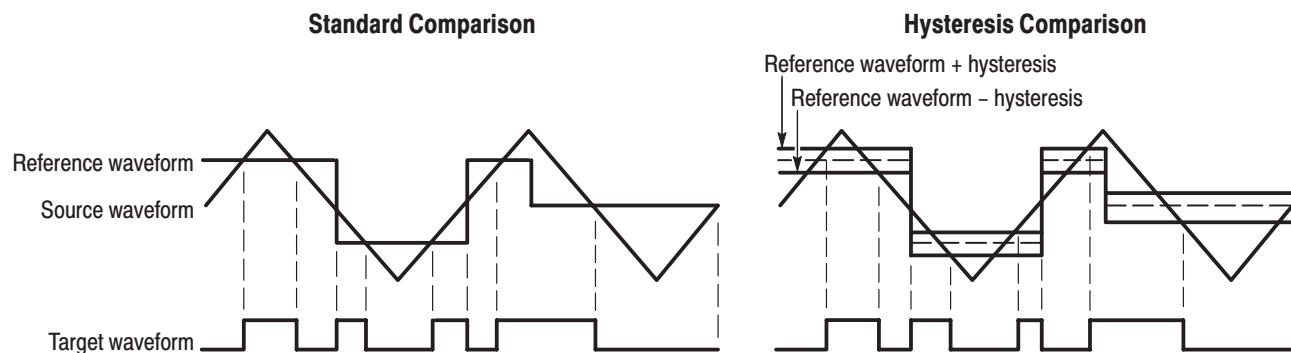 Standard Comparison
Hysteresis Comparison
Reference waveform + hysteresis
Reference waveform – hysteresis
Reference waveform
Source waveform
Target waveform